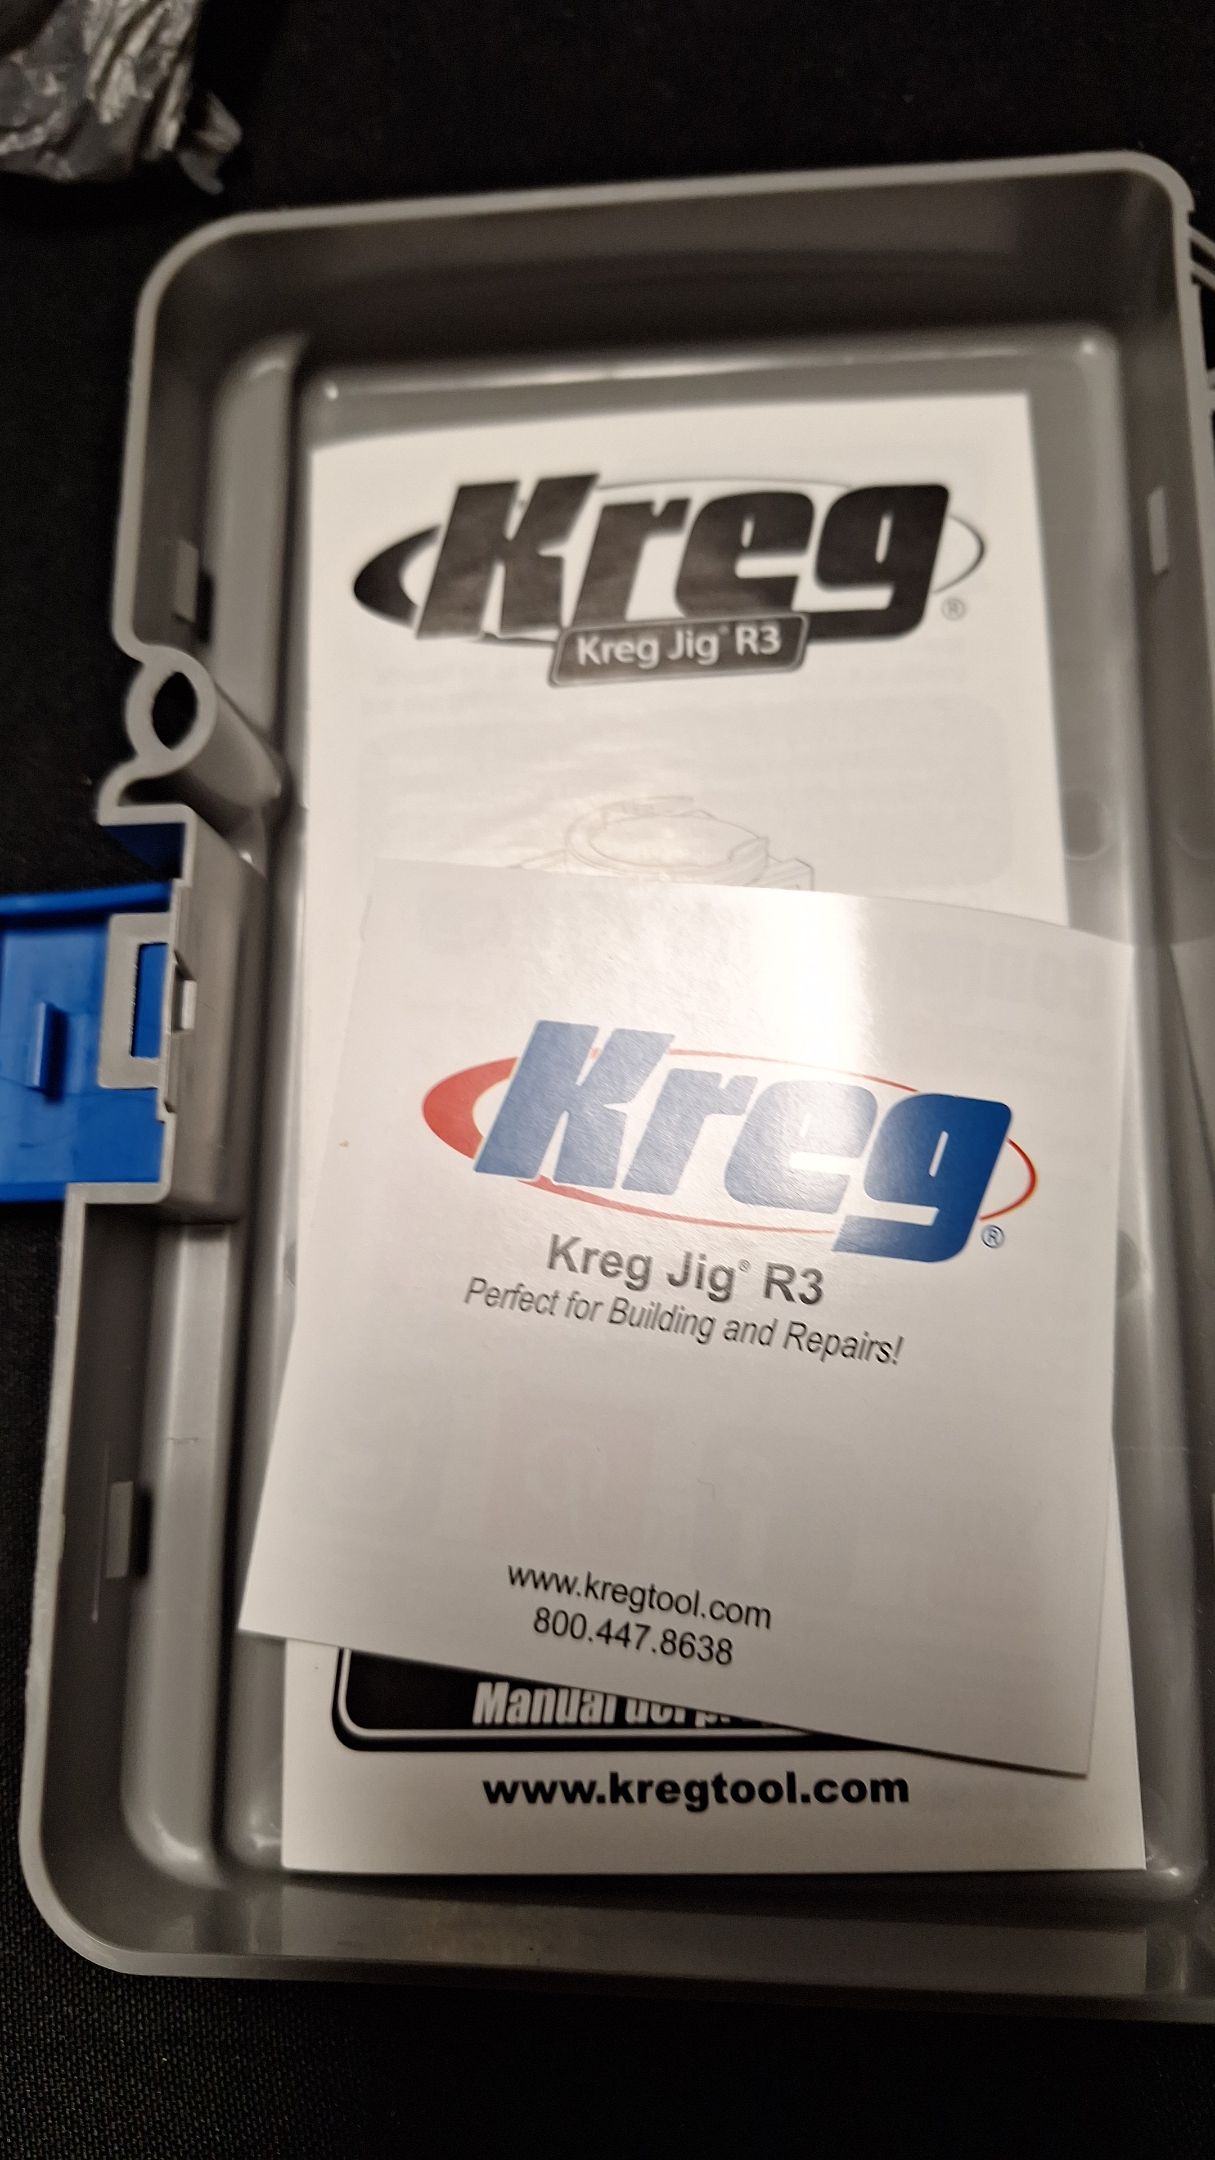 Kreg®
Kreg Jig® R3
Kreg®
Kreg Jig® R3
Perfect for Building and Repairs!
www.kregtool.com
800.447.8638
Manual
www.kregtool.com